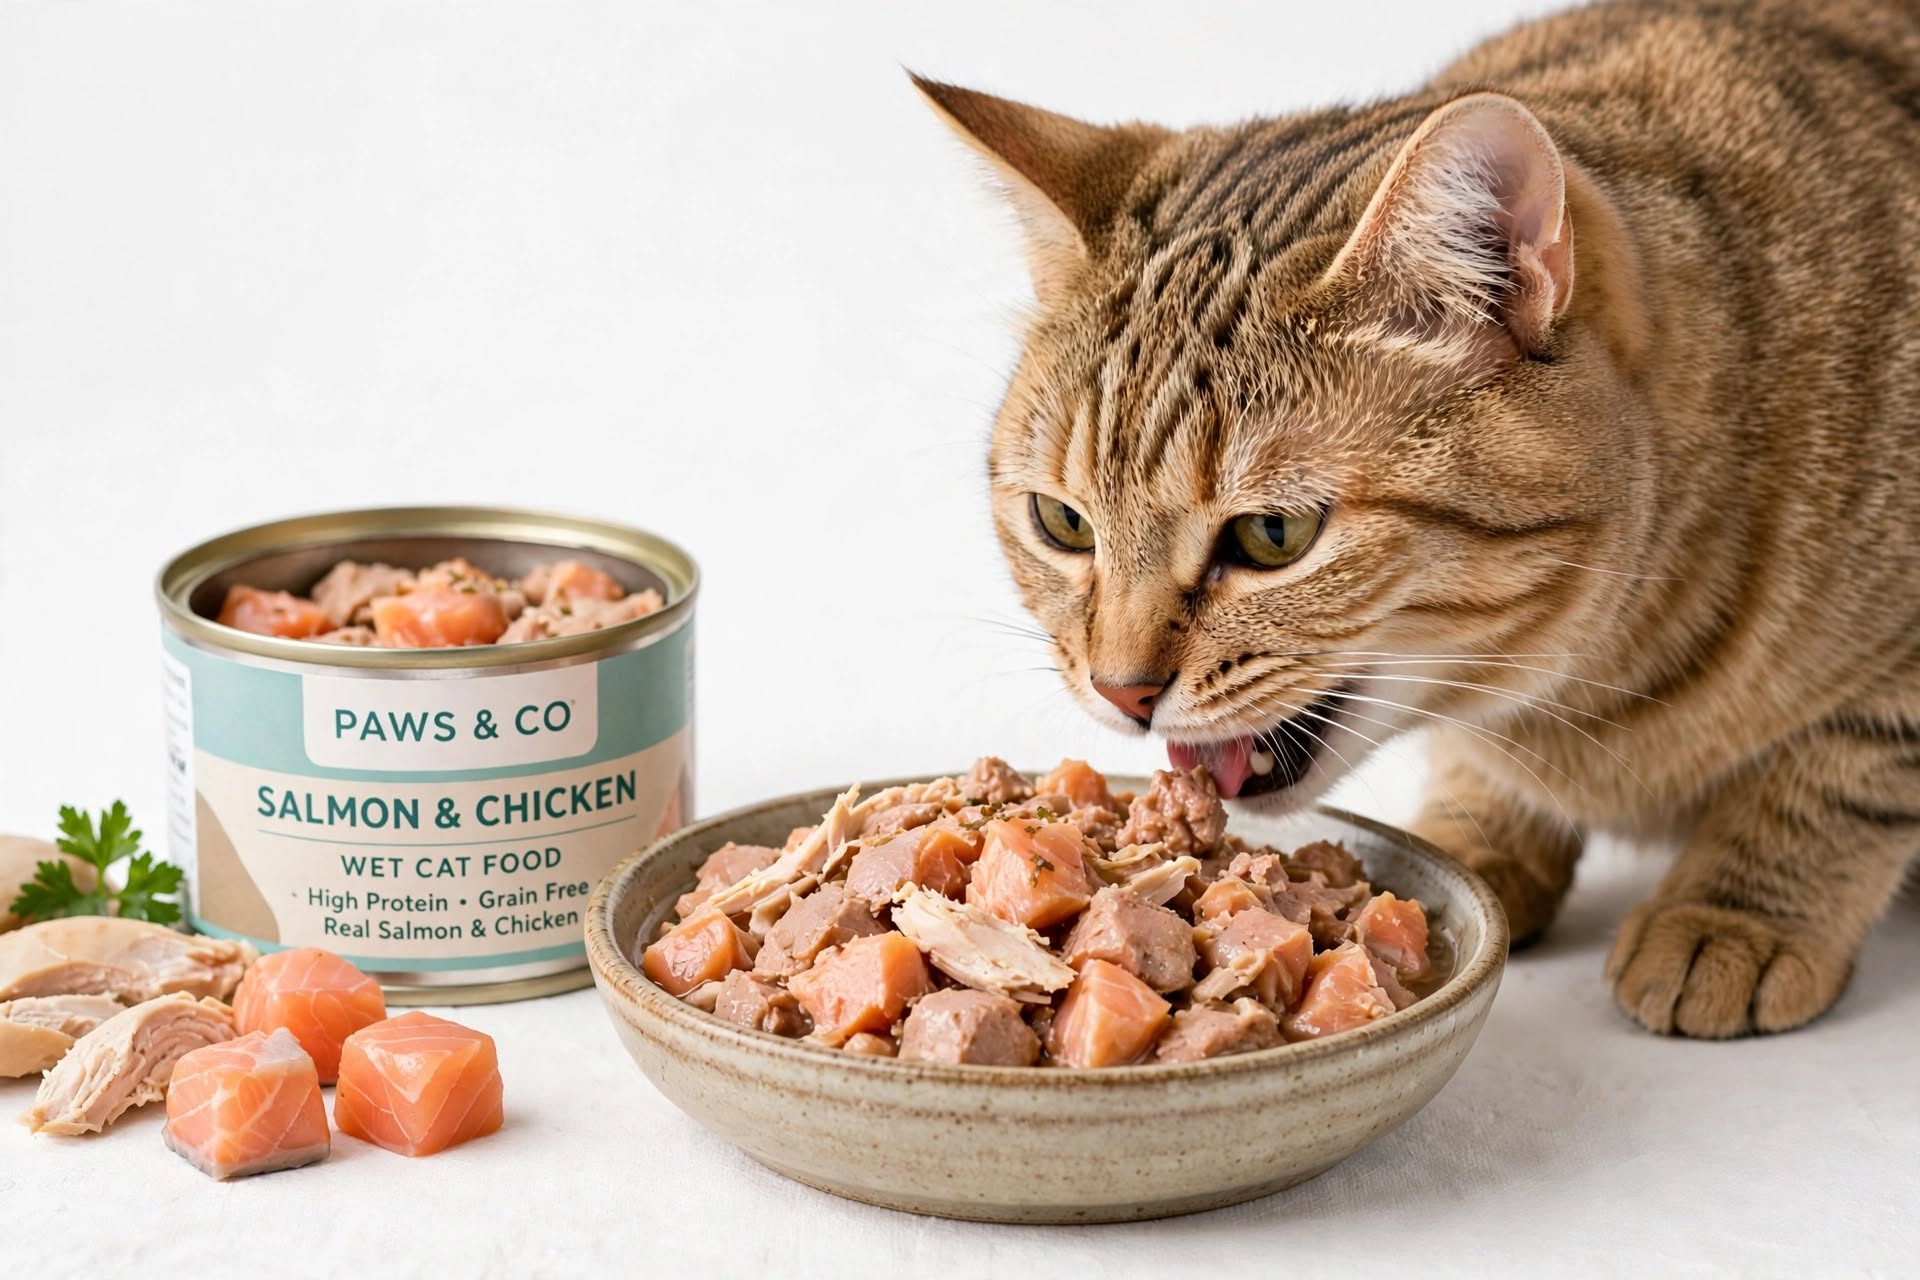 PAWS & CO
SALMON & CHICKEN
WET CAT FOOD
High Protein • Grain Free
Real Salmon & Chicken